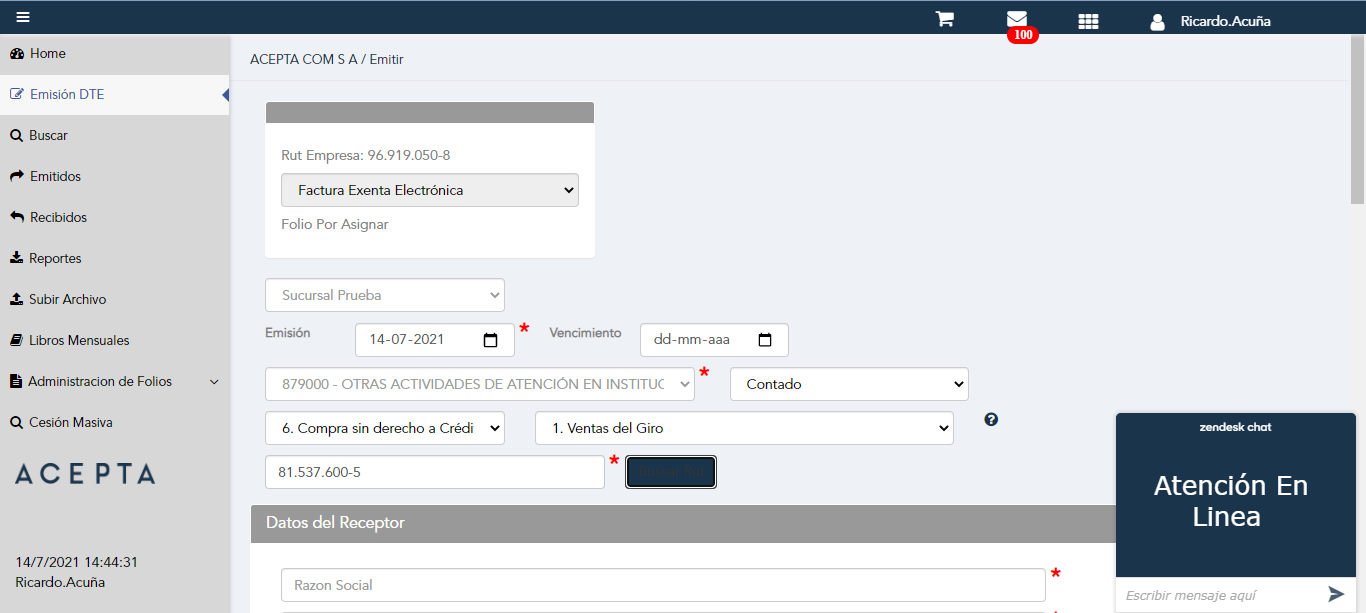 Ricardo.Acuña
100
Home
ACEPTA COM S A / Emitir
Emisión DTE
Buscar
Emitidos
Recibidos
Reportes
Subir Archivo
Libros Mensuales
Administracion de Folios
Cesión Masiva
ACEPTA
14/7/2021 14:44:31
Ricardo.Acuña
Rut Empresa: 96.919.050-8
Factura Exenta Electrónica
Folio Por Asignar
Sucursal Prueba
Emisión 14-07-2021 * Vencimiento dd-mm-aaa
879000 - OTRAS ACTIVIDADES DE ATENCIÓN EN INSTITUC * Contado
6. Compra sin derecho a Crédi 1. Ventas del Giro ?
81.537.600-5 *
Datos del Receptor
Razon Social *
zendesk chat
Atención En
Linea
Escribir mensaje aquí